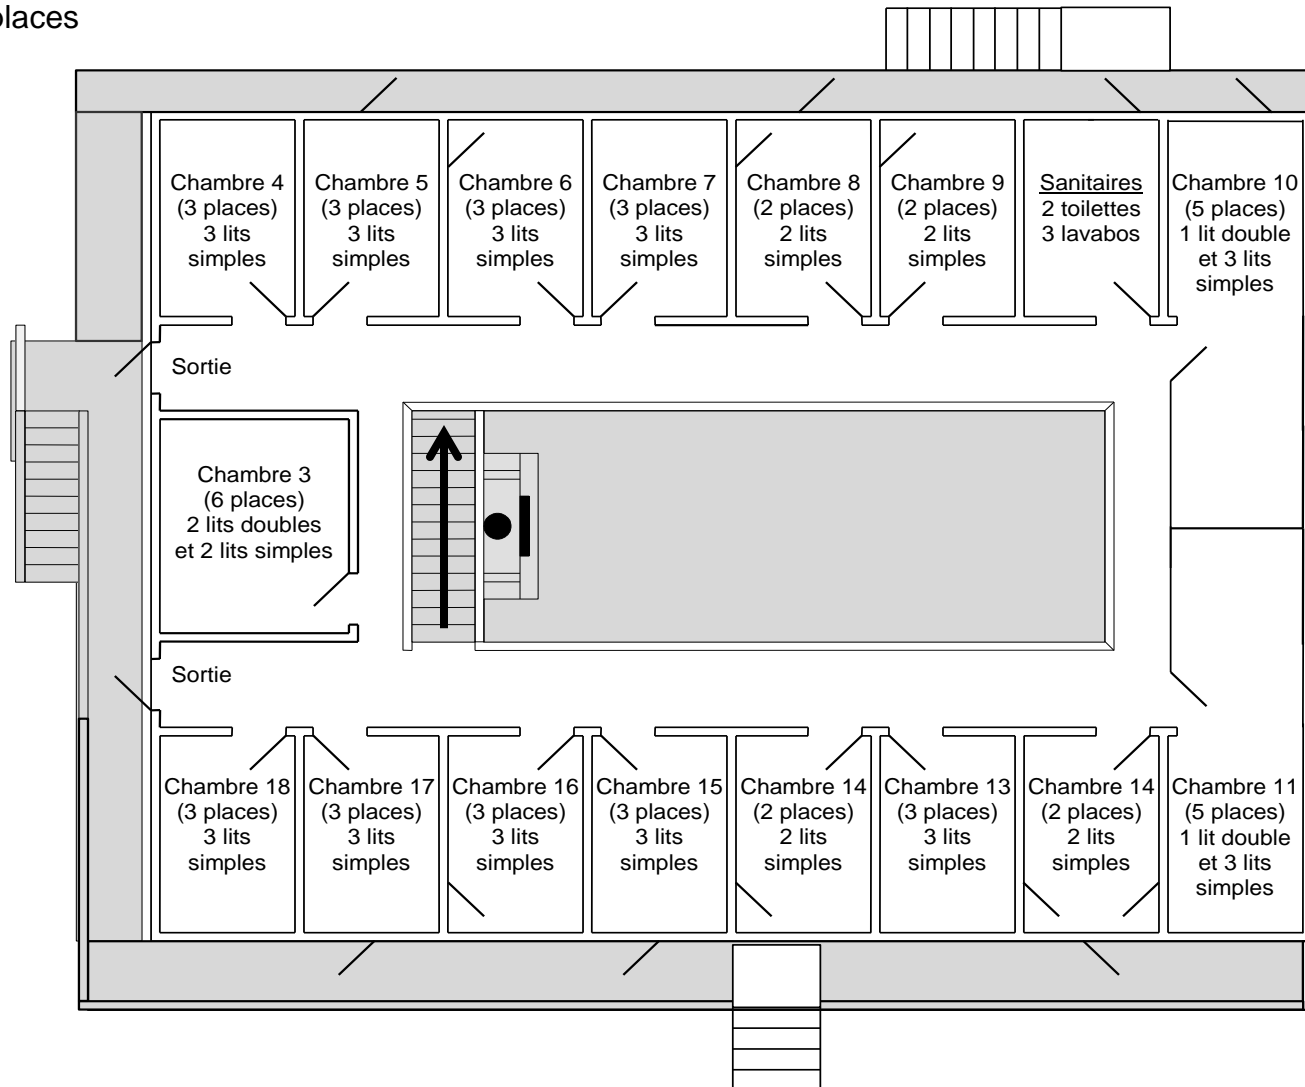 places
Chambre 4
(3 places)
3 lits
simples
Chambre 5
(3 places)
3 lits
simples
Chambre 6
(3 places)
3 lits
simples
Chambre 7
(3 places)
3 lits
simples
Chambre 8
(2 places)
2 lits
simples
Chambre 9
(2 places)
2 lits
simples
Sanitaires
2 toilettes
3 lavabos
Chambre 10
(5 places)
1 lit double
et 3 lits
simples
Sortie
Chambre 3
(6 places)
2 lits doubles
et 2 lits simples
Sortie
Chambre 18
(3 places)
3 lits
simples
Chambre 17
(3 places)
3 lits
simples
Chambre 16
(3 places)
3 lits
simples
Chambre 15
(3 places)
3 lits
simples
Chambre 14
(2 places)
2 lits
simples
Chambre 13
(3 places)
3 lits
simples
Chambre 14
(2 places)
2 lits
simples
Chambre 11
(5 places)
1 lit double
et 3 lits
simples